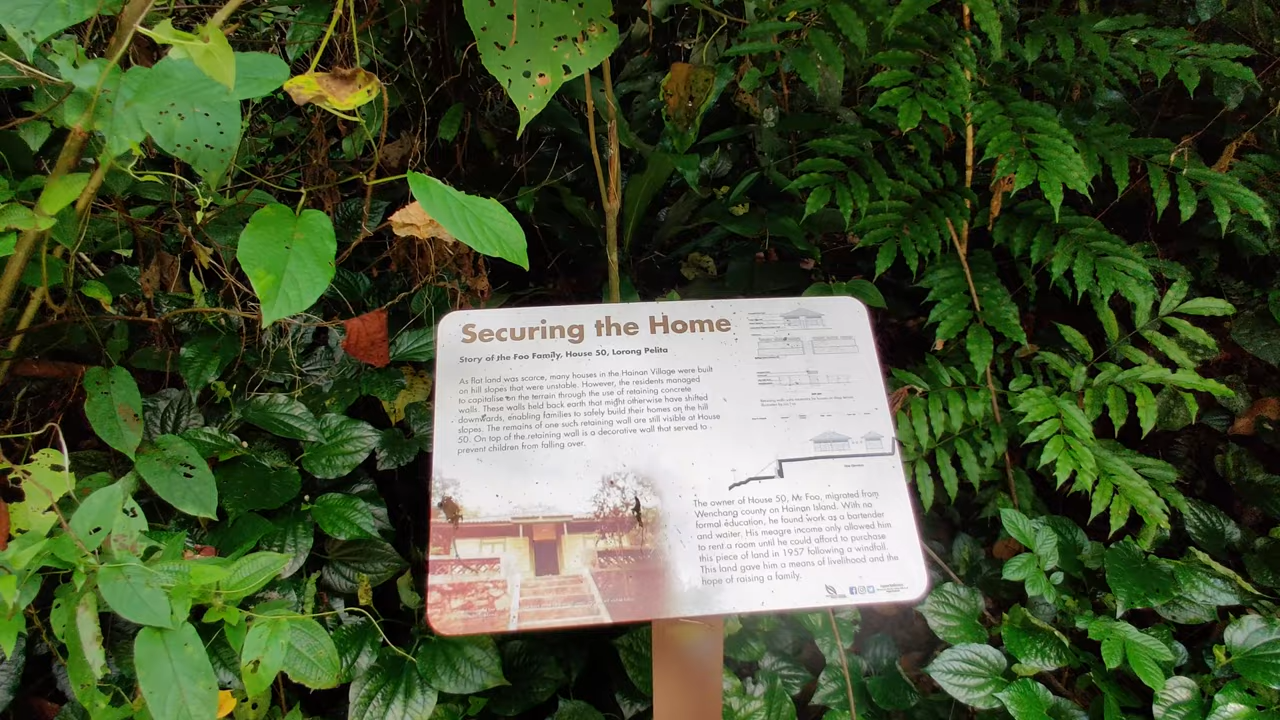 Securing the Home
Story of the Foo Family, House 50, Lorong Pelita
As flat land was scarce, many houses in the Hainan Village were built
on hill slopes that were unstable. However, the residents managed
to capitalise on the terrain through the use of retaining concrete
walls. These walls held back earth that might otherwise have shifted
downwards, enabling families to safely build their homes on the hill
slopes. The remains of one such retaining wall are still visible at House
50. On top of the retaining wall is a decorative wall that served to
prevent children from falling over.
The owner of House 50, Mr Foo, migrated from
Wenchang county on Hainan Island. With no
formal education, he found work as a bartender
and waiter. His meagre income only allowed him
to rent a room until he could afford to purchase
this piece of land in 1957 following a windfall.
This land gave him a means of livelihood and the
hope of raising a family.